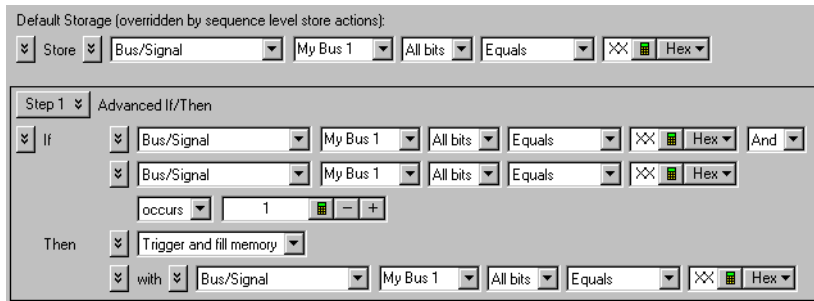 Default Storage (overridden by sequence level store actions):
Store Bus/Signal My Bus 1 All bits Equals XX Hex
Step 1 Advanced If/Then
If Bus/Signal My Bus 1 All bits Equals XX Hex And
Bus/Signal My Bus 1 All bits Equals XX Hex
occurs 1 − +
Then Trigger and fill memory
with Bus/Signal My Bus 1 All bits Equals XX Hex